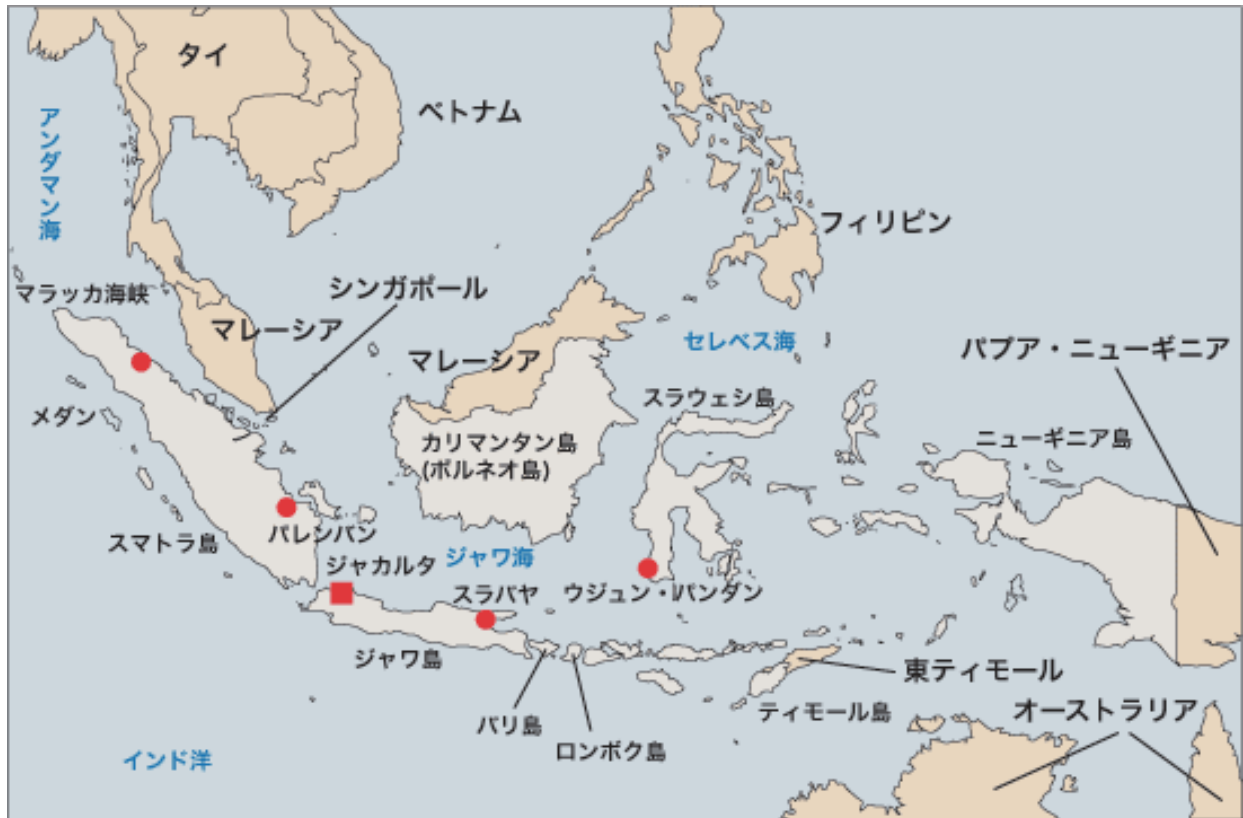 タイ
ベトナム
アンダマン海
フィリピン
マラッカ海峡
シンガポール
マレーシア
マレーシア
セレベス海
パプア・ニューギニア
メダン
スラウェシ島
カリマンタン島
(ボルネオ島)
ニューギニア島
スマトラ島
パレンバン
ジャワ海
ジャカルタ
スラバヤ
ウジュン・パンダン
ジャワ島
東ティモール
バリ島
ロンボク島
ティモール島
オーストラリア
インド洋